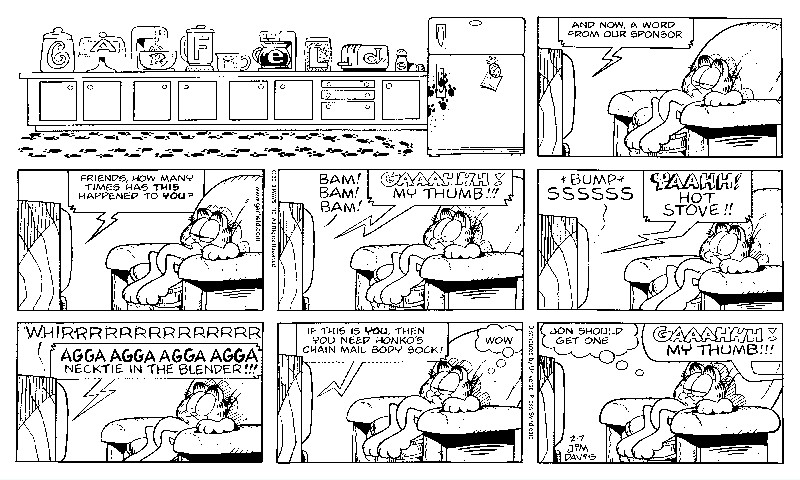 GARFIELD
AND NOW, A WORD
FROM OUR SPONSOR
FRIENDS, HOW MANY
TIMES HAS THIS
HAPPENED TO YOU?
BAM!
BAM!
BAM!
GAAAHHH!
MY THUMB!!!
*BUMP*
SSSSSS
YAAHH!
HOT
STOVE!!
WHIRRRRRRRRRRRRRR
AGGA AGGA AGGA AGGA
NECKTIE IN THE BLENDER!!!
IF THIS IS YOU, THEN
YOU NEED HONKO'S
CHAIN MAIL BODY SOCK!
WOW
JON SHOULD
GET ONE
GAAAHHH!
MY THUMB!!!
2-7
JIM
DAVIS